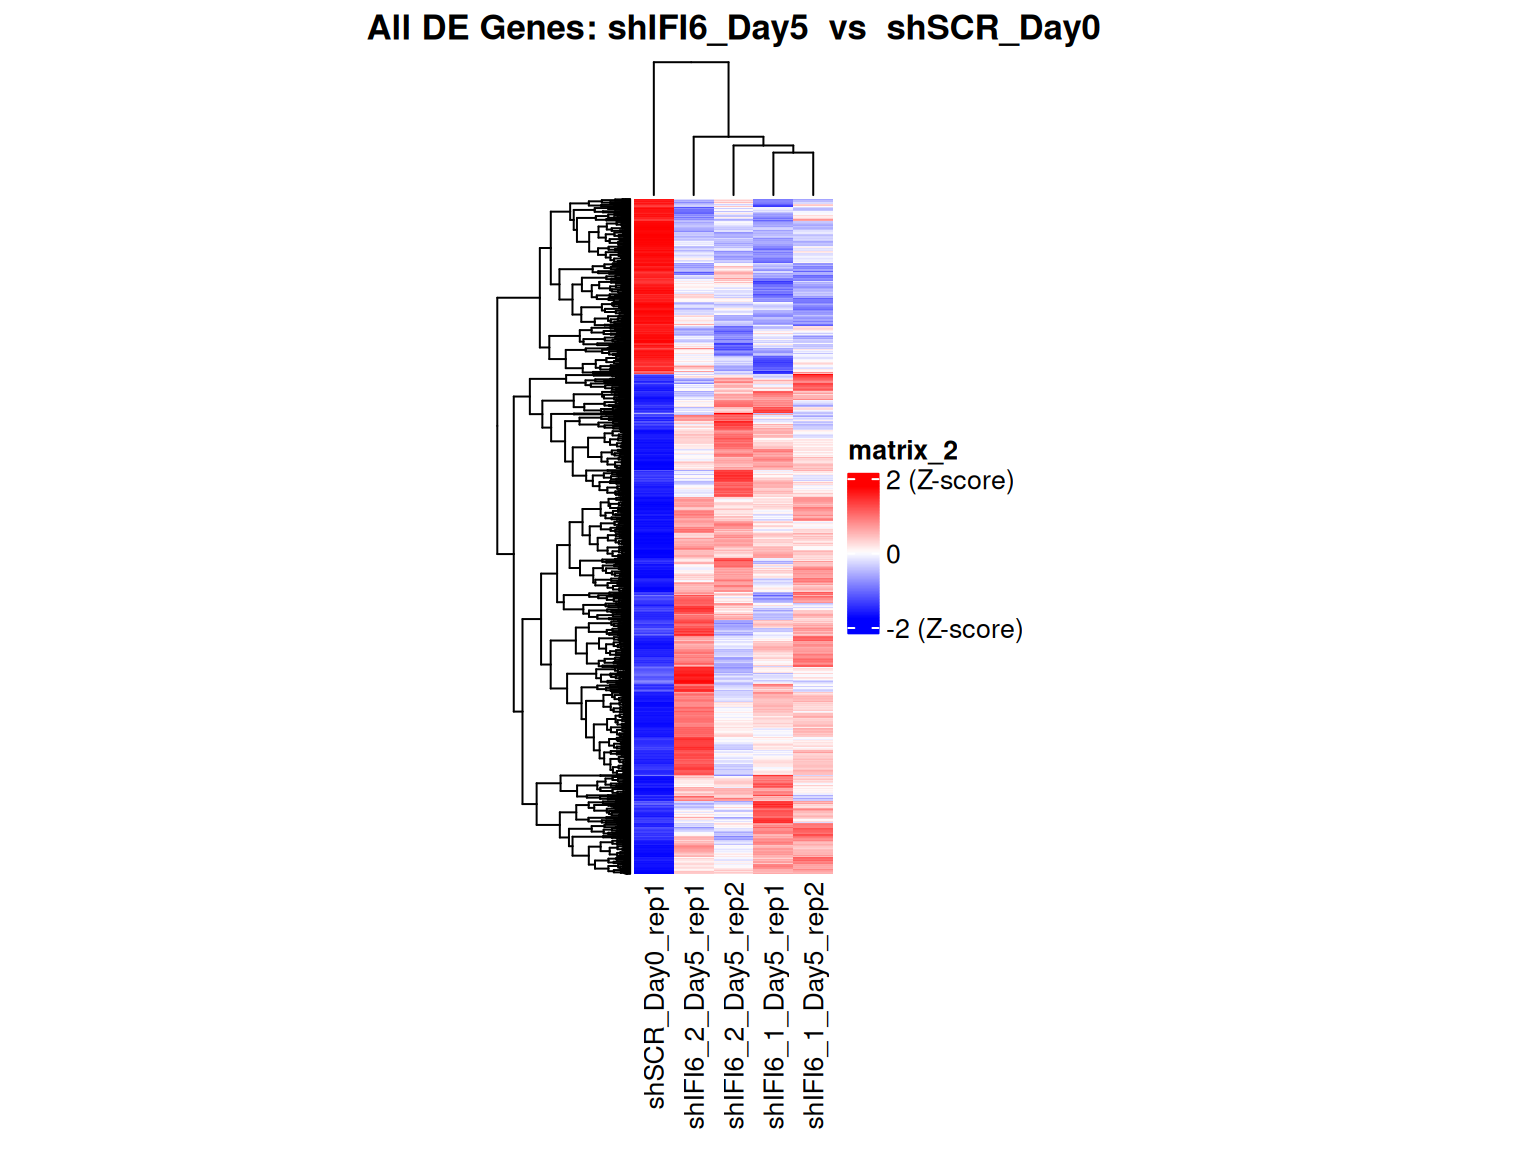 All DE Genes: shIFI6_Day5  vs  shSCR_Day0
matrix_2
2 (Z-score)
0
-2 (Z-score)
shSCR_Day0_rep1
shIFI6_2_Day5_rep1
shIFI6_2_Day5_rep2
shIFI6_1_Day5_rep1
shIFI6_1_Day5_rep2